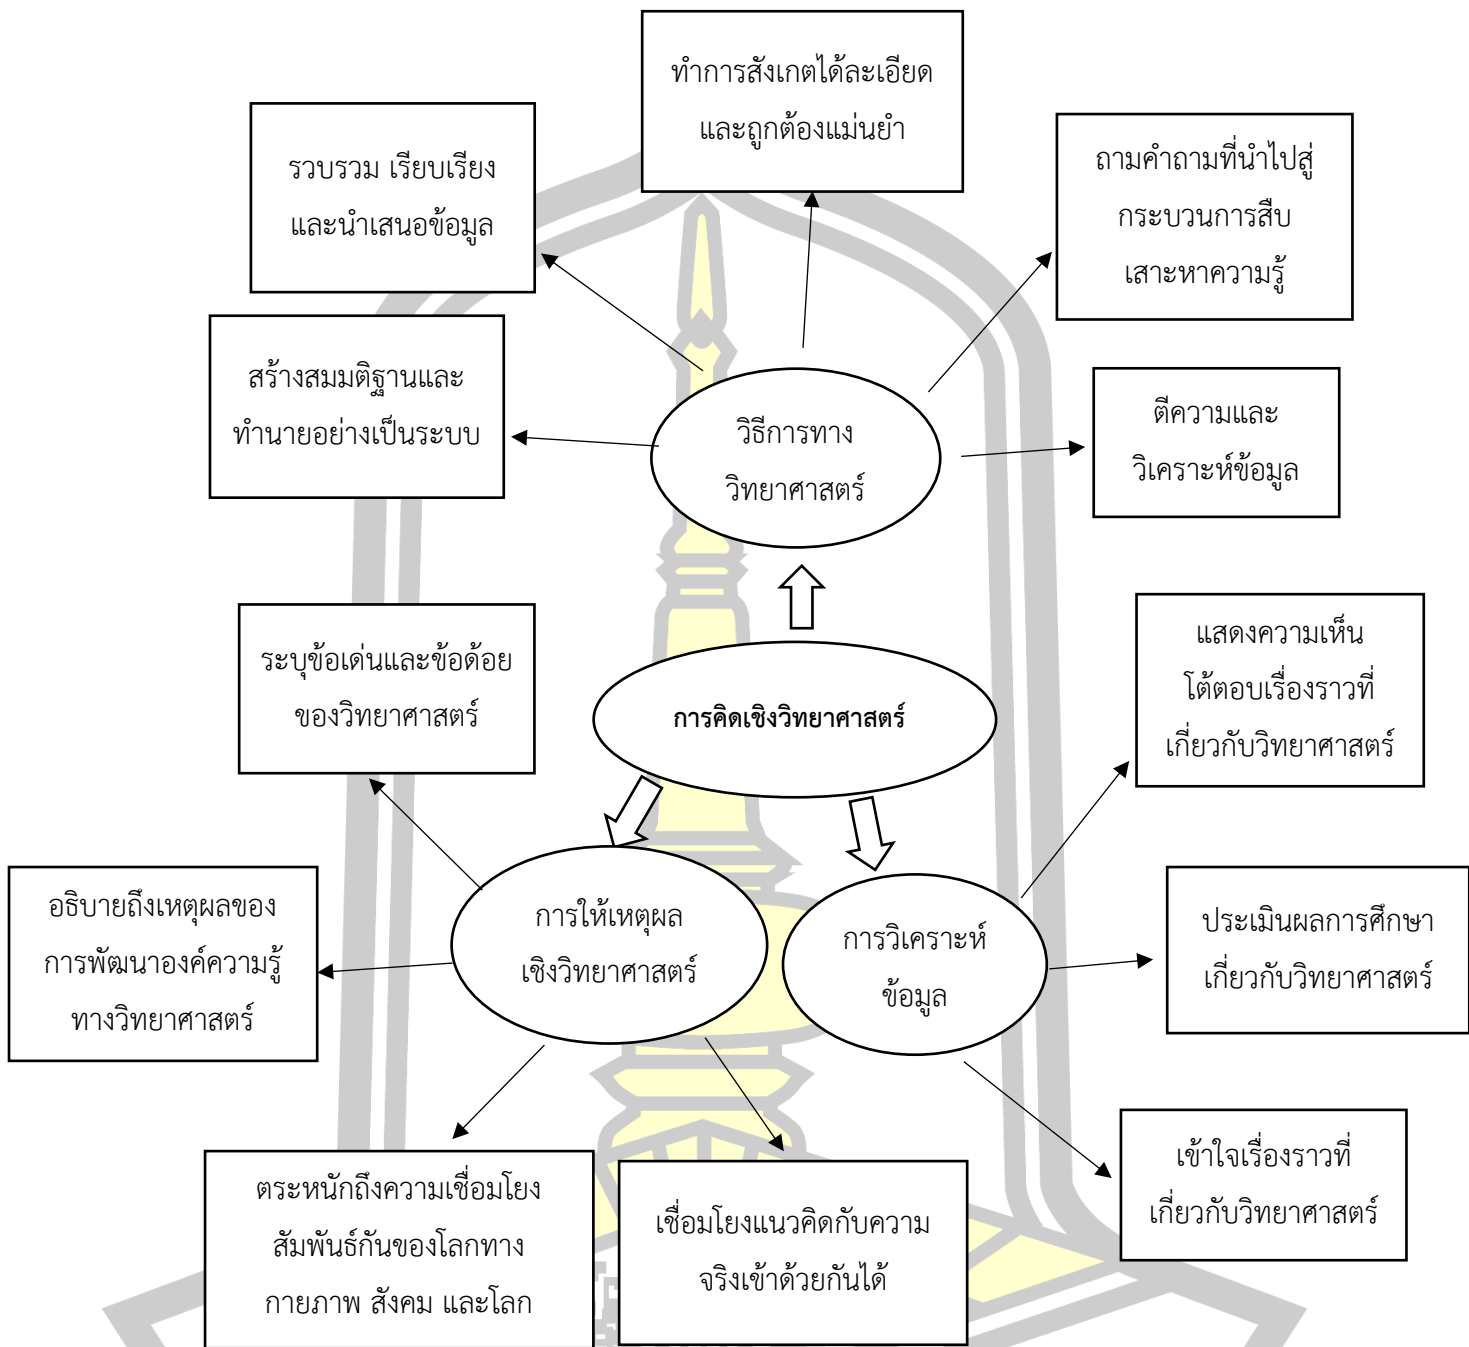 ทำการสังเกตได้ละเอียด
และถูกต้องแม่นยำ
รวบรวม เรียบเรียง
และนำเสนอข้อมูล
ถามคำถามที่นำไปสู่
กระบวนการสืบ
เสาะหาความรู้
สร้างสมมติฐานและ
ทำนายอย่างเป็นระบบ
วิธีการทาง
วิทยาศาสตร์
ตีความและ
วิเคราะห์ข้อมูล
ระบุข้อเด่นและข้อด้อย
ของวิทยาศาสตร์
การคิดเชิงวิทยาศาสตร์
แสดงความเห็น
โต้ตอบเรื่องราวที่
เกี่ยวกับวิทยาศาสตร์
อธิบายถึงเหตุผลของ
การพัฒนาองค์ความรู้
ทางวิทยาศาสตร์
การให้เหตุผล
เชิงวิทยาศาสตร์
การวิเคราะห์
ข้อมูล
ประเมินผลการศึกษา
เกี่ยวกับวิทยาศาสตร์
ตระหนักถึงความเชื่อมโยง
สัมพันธ์กันของโลกทาง
กายภาพ สังคม และโลก
เชื่อมโยงแนวคิดกับความ
จริงเข้าด้วยกันได้
เข้าใจเรื่องราวที่
เกี่ยวกับวิทยาศาสตร์